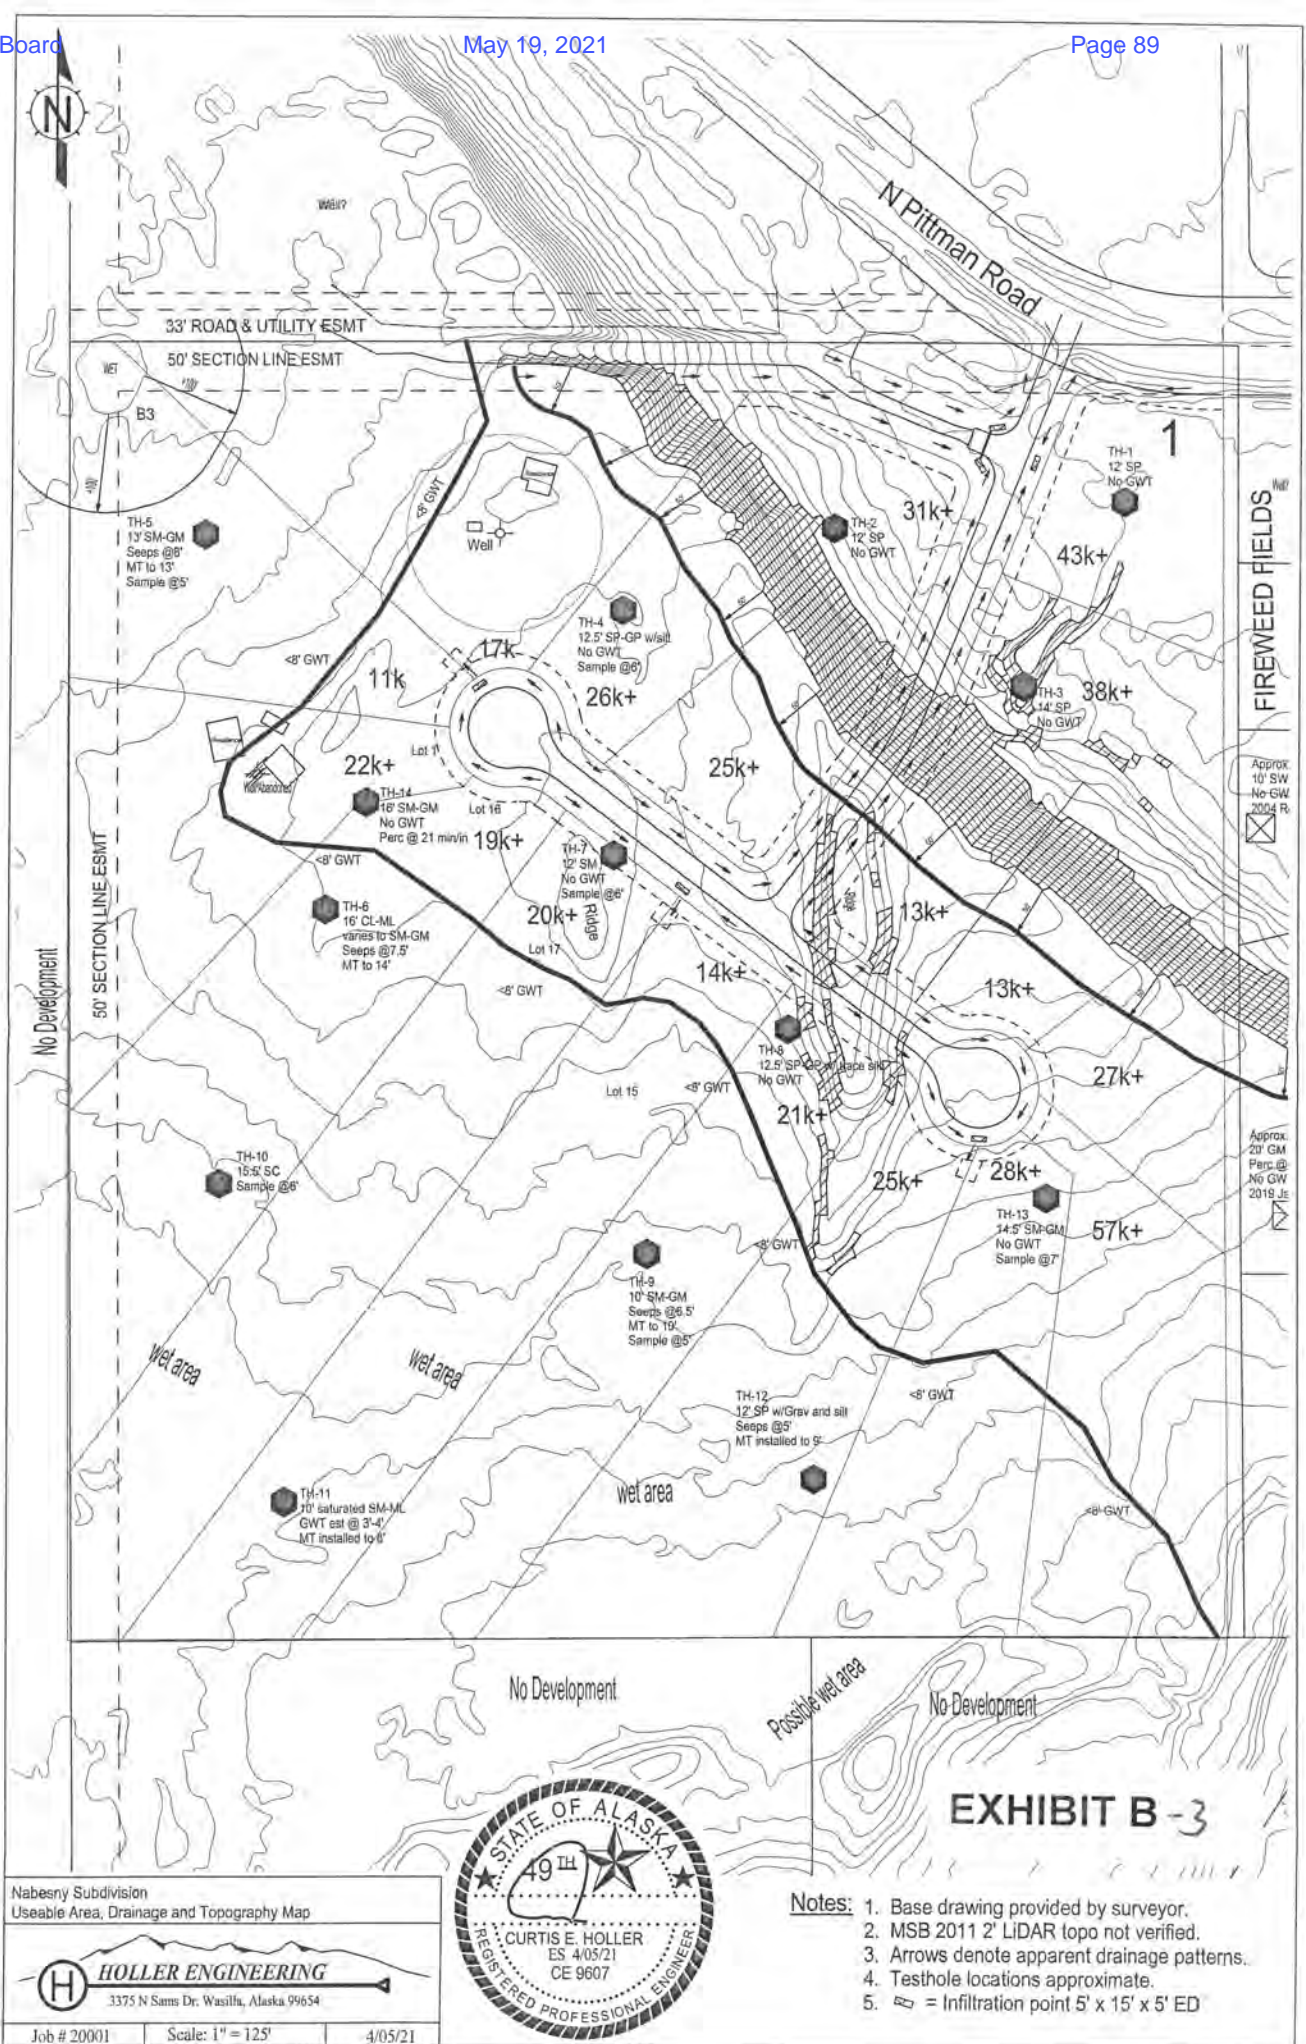 Board
May 19, 2021
Page 89
N
N Pittman Road
Well?
33' ROAD & UTILITY ESMT
50' SECTION LINE ESMT
WET
+100'
B3
+100'
1
TH-1
12' SP
No GWT
TH-2
12' SP
No GWT
31k+
43k+
Well?
FIREWEED FIELDS
TH-5
13' SM-GM
Seeps @8'
MT to 13'
Sample @5'
<8' GWT
Well
TH-4
12.5' SP-GP w/silt
No GWT
Sample @6'
<8' GWT
17k
11k
26k+
TH-3
14' SP
No GWT
38k+
Lot 1
22k+
25k+
Well Abandoned
TH-14
16' SM-GM
No GWT
Perc @ 21 min/in
Lot 16
19k+
Approx.
10' SW
No GW
2004 R
<8' GWT
TH-7
12' SM
No GWT
Sample @6'
Ridge
20k+
Lot 17
13k+
TH-6
16' CL-ML
varies to SM-GM
Seeps @7.5'
MT to 14'
50' SECTION LINE ESMT
No Development
<8' GWT
14k+
13k+
TH-8
12.5' SP-GP w/ trace silt
No GWT
Lot 15
<8' GWT
21k+
27k+
TH-10
15.5' SC
Sample @6'
25k+
28k+
Approx.
20' GM
Perc @
No GW
2019 Js
TH-13
14.5' SM-GM
No GWT
Sample @7'
57k+
<8' GWT
TH-9
10' SM-GM
Seeps @6.5'
MT to 19'
Sample @5'
wet area
wet area
TH-12
12' SP w/Grav and silt
Seeps @5'
MT installed to 9'
<8' GWT
TH-11
10' saturated SM-ML
GWT est @ 3'-4'
MT installed to 8'
wet area
<8' GWT
No Development
Possible wet area
No Development
EXHIBIT B -3
STATE OF ALASKA
49 TH
CURTIS E. HOLLER
ES 4/05/21
CE 9607
REGISTERED PROFESSIONAL ENGINEER
Nabesny Subdivision
Useable Area, Drainage and Topography Map
H
HOLLER ENGINEERING
3375 N Sams Dr, Wasilla, Alaska 99654
Job # 20001
Scale: 1" = 125'
4/05/21
Notes:
1. Base drawing provided by surveyor.
2. MSB 2011 2' LiDAR topo not verified.
3. Arrows denote apparent drainage patterns.
4. Testhole locations approximate.
5. = Infiltration point 5' x 15' x 5' ED